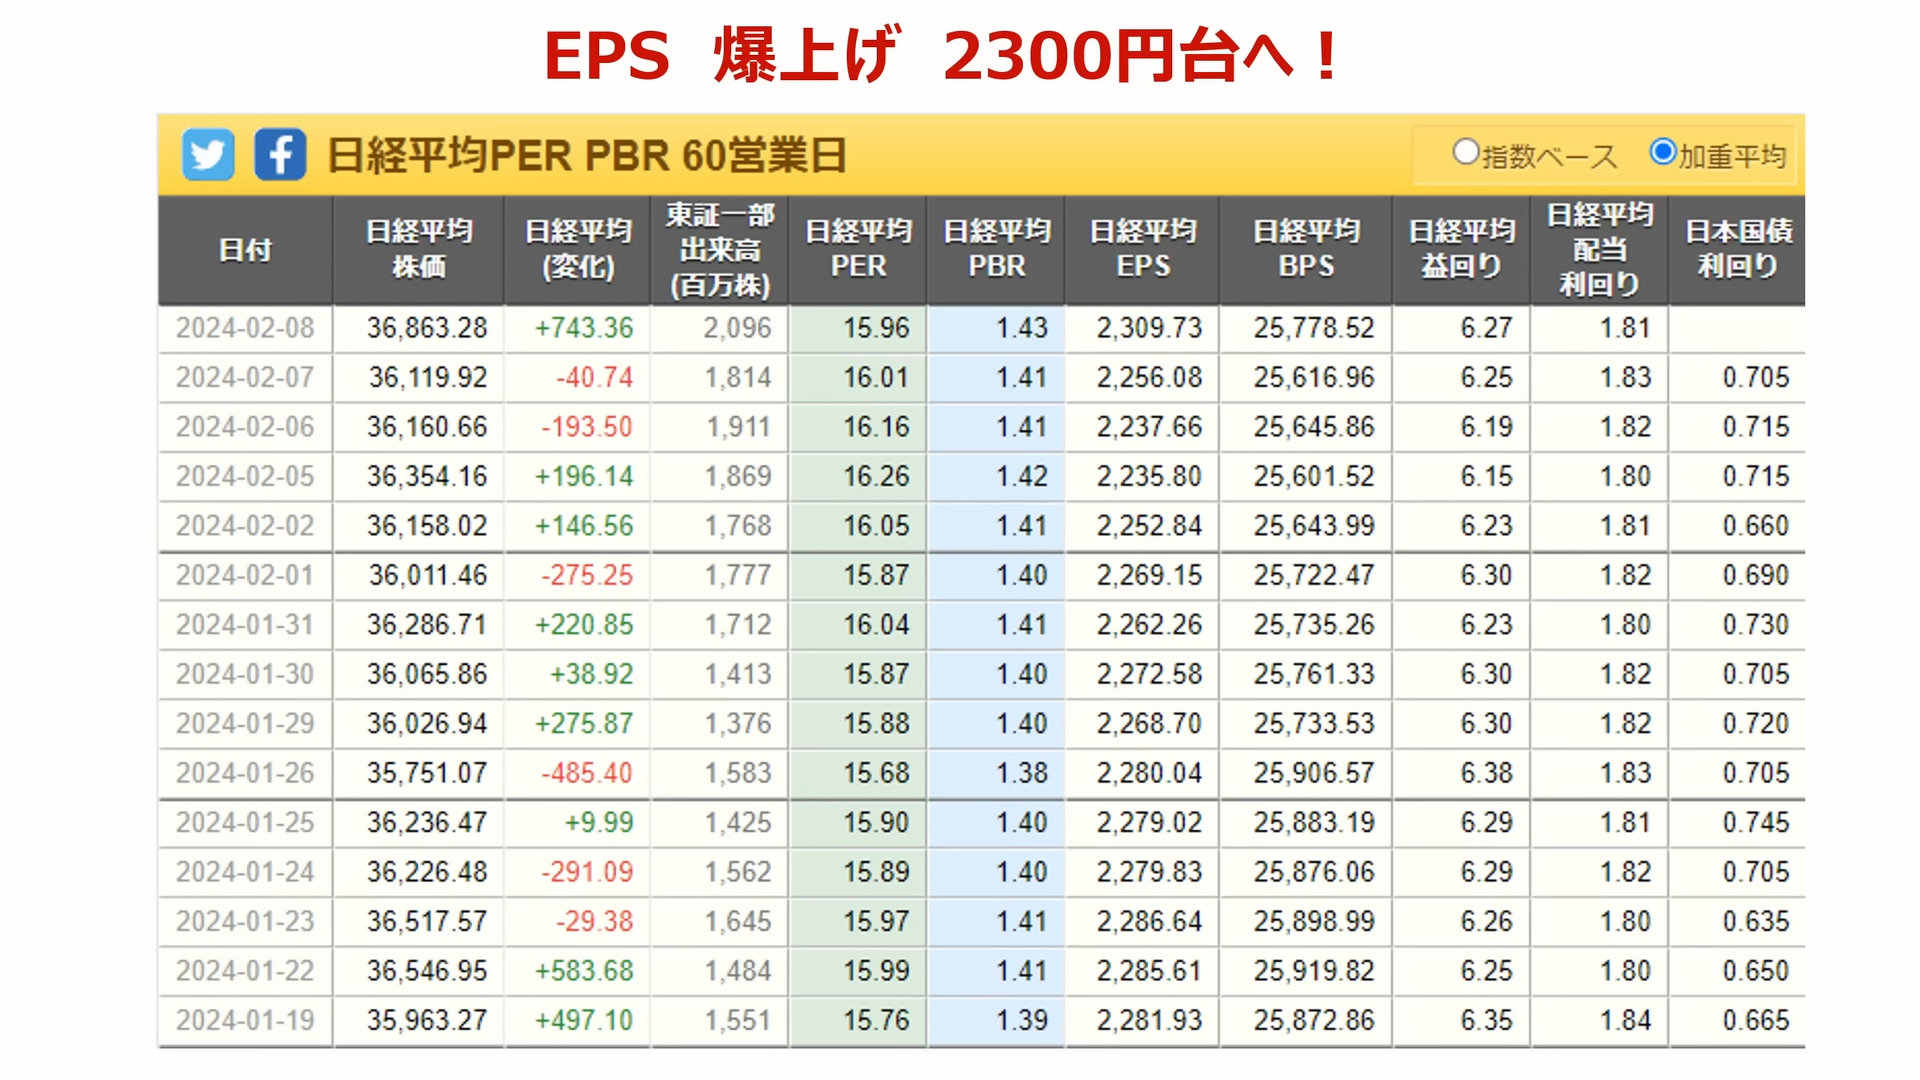 EPS 爆上げ 2300円台へ！
日経平均PER PBR 60営業日 指数ベース 加重平均
日付 日経平均株価 日経平均(変化) 東証一部出来高(百万株) 日経平均PER 日経平均PBR 日経平均EPS 日経平均BPS 日経平均益回り 日経平均配当利回り 日本国債利回り
2024-02-08 36,863.28 +743.36 2,096 15.96 1.43 2,309.73 25,778.52 6.27 1.81
2024-02-07 36,119.92 -40.74 1,814 16.01 1.41 2,256.08 25,616.96 6.25 1.83 0.705
2024-02-06 36,160.66 -193.50 1,911 16.16 1.41 2,237.66 25,645.86 6.19 1.82 0.715
2024-02-05 36,354.16 +196.14 1,869 16.26 1.42 2,235.80 25,601.52 6.15 1.80 0.715
2024-02-02 36,158.02 +146.56 1,768 16.05 1.41 2,252.84 25,643.99 6.23 1.81 0.660
2024-02-01 36,011.46 -275.25 1,777 15.87 1.40 2,269.15 25,722.47 6.30 1.82 0.690
2024-01-31 36,286.71 +220.85 1,712 16.04 1.41 2,262.26 25,735.26 6.23 1.80 0.730
2024-01-30 36,065.86 +38.92 1,413 15.87 1.40 2,272.58 25,761.33 6.30 1.82 0.705
2024-01-29 36,026.94 +275.87 1,376 15.88 1.40 2,268.70 25,733.53 6.30 1.82 0.720
2024-01-26 35,751.07 -485.40 1,583 15.68 1.38 2,280.04 25,906.57 6.38 1.83 0.705
2024-01-25 36,236.47 +9.99 1,425 15.90 1.40 2,279.02 25,883.19 6.29 1.81 0.745
2024-01-24 36,226.48 -291.09 1,562 15.89 1.40 2,279.83 25,876.06 6.29 1.82 0.705
2024-01-23 36,517.57 -29.38 1,645 15.97 1.41 2,286.64 25,898.99 6.26 1.80 0.635
2024-01-22 36,546.95 +583.68 1,484 15.99 1.41 2,285.61 25,919.82 6.25 1.80 0.650
2024-01-19 35,963.27 +497.10 1,551 15.76 1.39 2,281.93 25,872.86 6.35 1.84 0.665